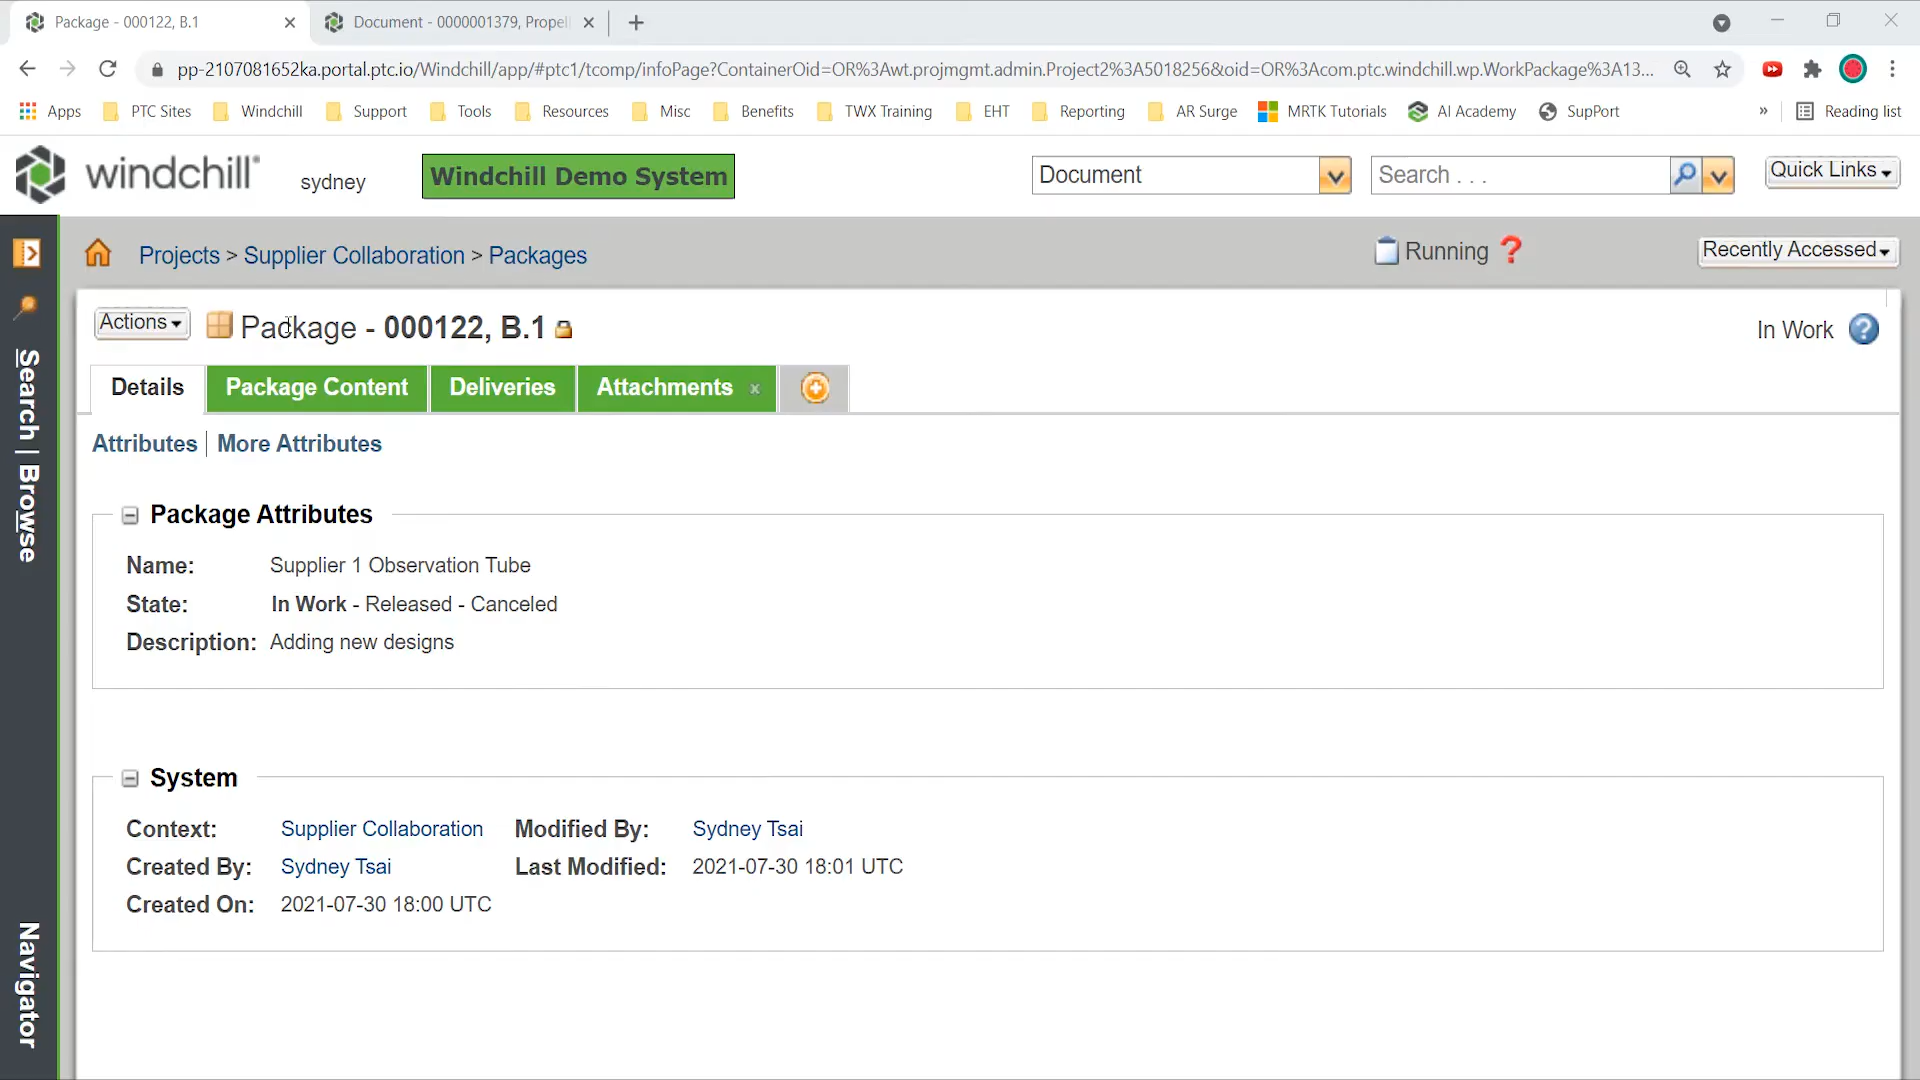 Package - 000122, B.1
Document - 0000001379, Propel
pp-2107081652ka.portal.ptc.io/Windchill/app/#ptc1/tcomp/infoPage?ContainerOid=OR%3Awt.projmgmt.admin.Project2%3A5018256&oid=OR%3Acom.ptc.windchill.wp.WorkPackage%3A13...
Apps PTC Sites Windchill Support Tools Resources Misc Benefits TWX Training EHT Reporting AR Surge MRTK Tutorials AI Academy SupPort » Reading list
windchill® sydney Windchill Demo System Document Search . . . Quick Links
Projects > Supplier Collaboration > Packages Running Recently Accessed
Actions Package - 000122, B.1 In Work
Details Package Content Deliveries Attachments x
Attributes More Attributes
Search | Browse
Package Attributes
Name: Supplier 1 Observation Tube
State: In Work - Released - Canceled
Description: Adding new designs
System
Context: Supplier Collaboration Modified By: Sydney Tsai
Created By: Sydney Tsai Last Modified: 2021-07-30 18:01 UTC
Created On: 2021-07-30 18:00 UTC
Navigator